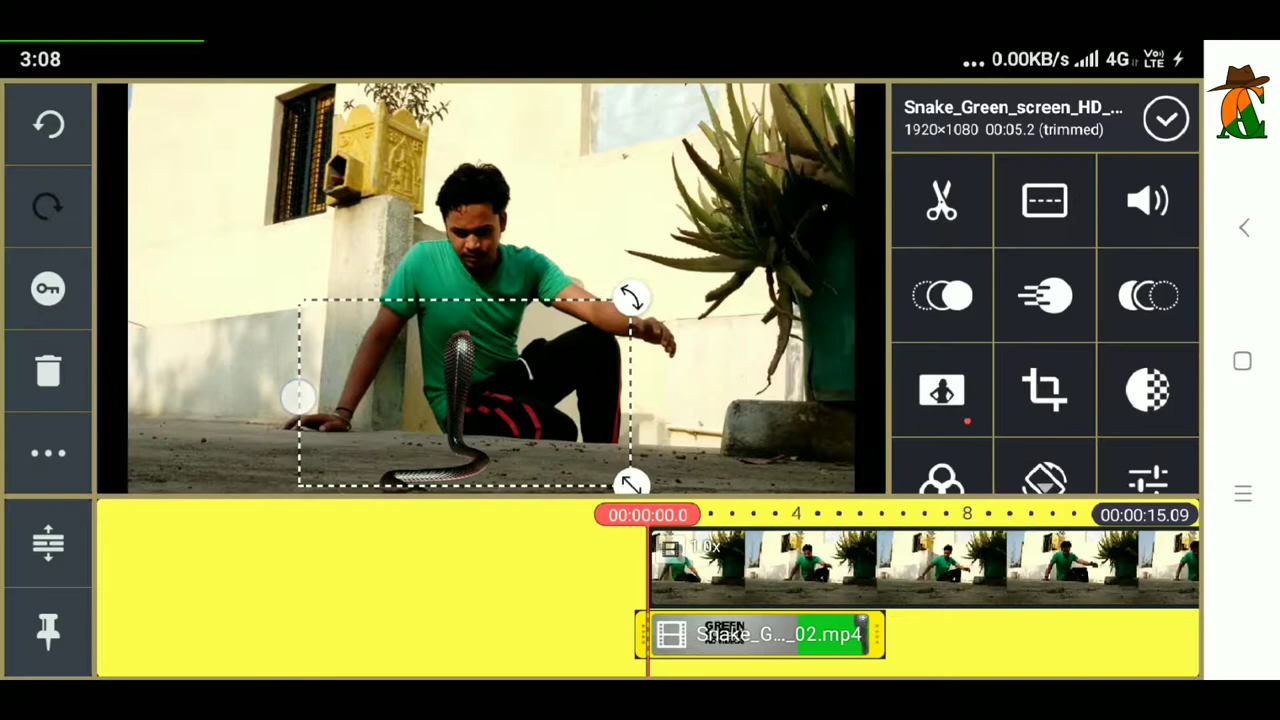 3:08
... 0.00KB/s 4G Vo) LTE
Snake_Green_screen_HD_...
1920×1080 00:05.2 (trimmed)
00:00:00.0 4 8 00:00:15.09
1.0x
GREEN
Snake_G..._02.mp4